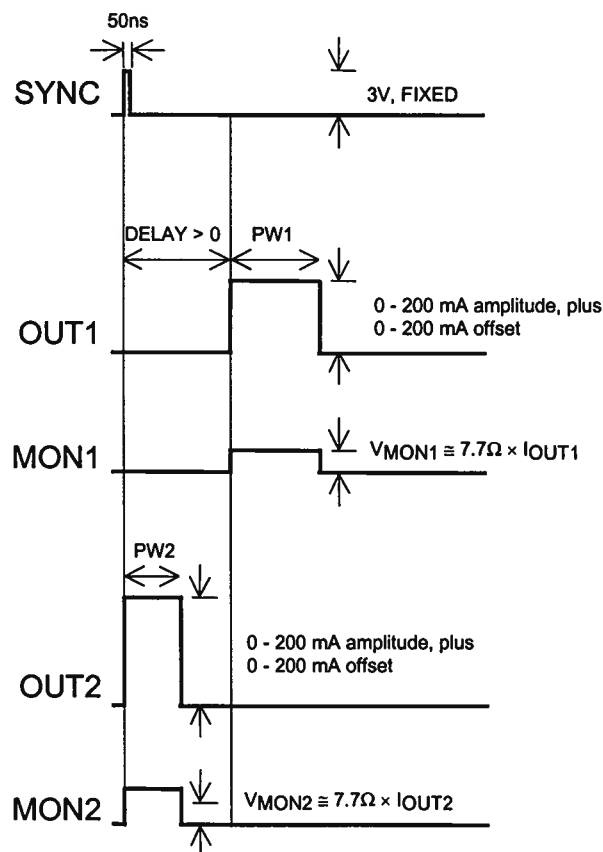 50ns
SYNC
3V, FIXED
DELAY > 0
PW1
0 - 200 mA amplitude, plus
0 - 200 mA offset
OUT1
MON1
VMON1 ≅ 7.7Ω × IOUT1
PW2
0 - 200 mA amplitude, plus
0 - 200 mA offset
OUT2
MON2
VMON2 ≅ 7.7Ω × IOUT2